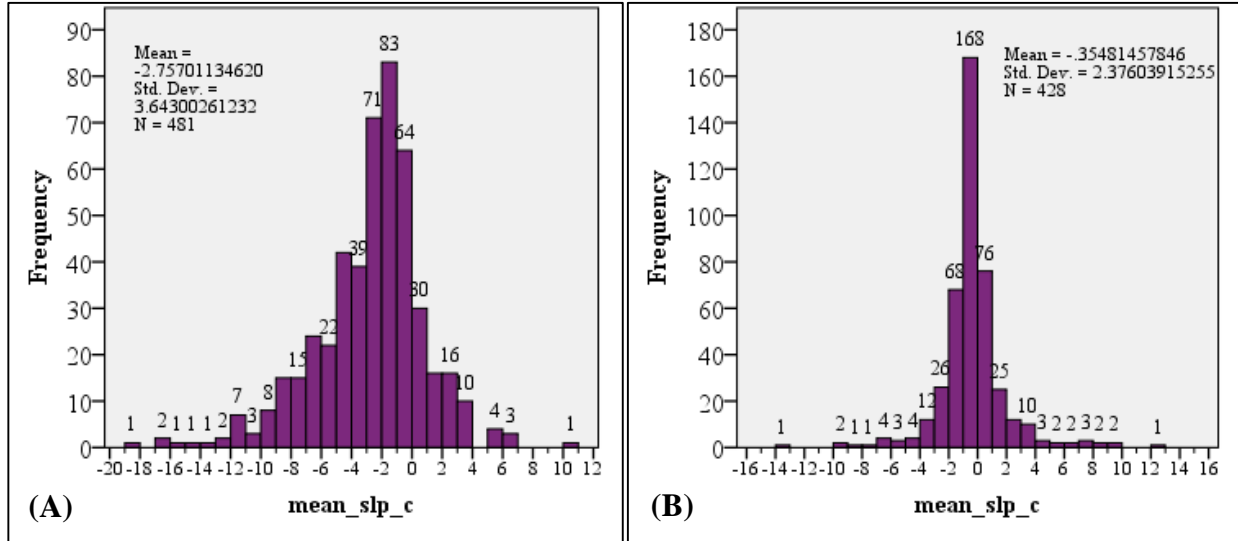 Frequency
90
80
70
60
50
40
30
20
10
0
Mean =
-2.75701134620
Std. Dev. =
3.64300261232
N = 481
1 2 1 1 1 2 7 3 8 15 22 39 71 83 64 30 16 10 4 3 1
-20 -18 -16 -14 -12 -10 -8 -6 -4 -2 0 2 4 6 8 10 12
mean_slp_c
(A)
Frequency
180
160
140
120
100
80
60
40
20
0
Mean = -.35481457846
Std. Dev. = 2.37603915255
N = 428
1 2 1 1 4 3 4 12 26 68 168 76 25 10 3 2 2 3 2 2 1
-16 -14 -12 -10 -8 -6 -4 -2 0 2 4 6 8 10 12 14 16
mean_slp_c
(B)